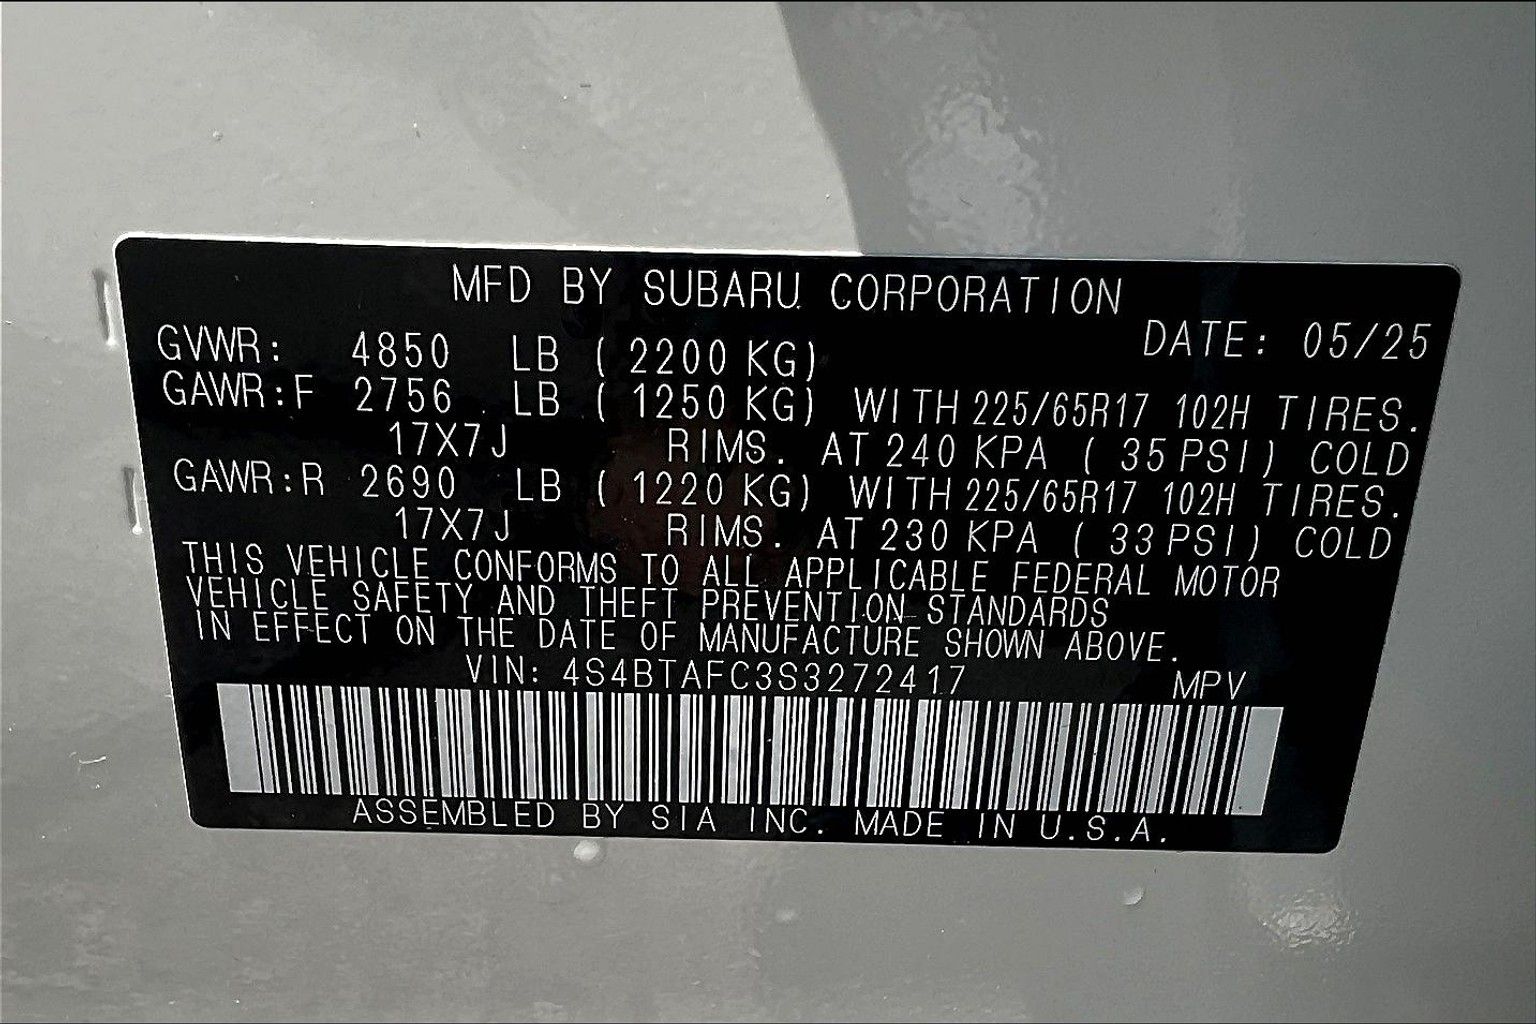 MFD BY SUBARU CORPORATION
DATE: 05/25
GVWR: 4850 LB ( 2200 KG)
GAWR:F 2756 LB ( 1250 KG) WITH 225/65R17 102H TIRES.
17X7J RIMS. AT 240 KPA ( 35 PSI) COLD
GAWR:R 2690 LB ( 1220 KG) WITH 225/65R17 102H TIRES.
17X7J RIMS. AT 230 KPA ( 33 PSI) COLD
THIS VEHICLE CONFORMS TO ALL APPLICABLE FEDERAL MOTOR
VEHICLE SAFETY AND THEFT PREVENTION STANDARDS
IN EFFECT ON THE DATE OF MANUFACTURE SHOWN ABOVE.
VIN: 4S4BTAFC3S3272417 MPV
ASSEMBLED BY SIA INC. MADE IN U.S.A.